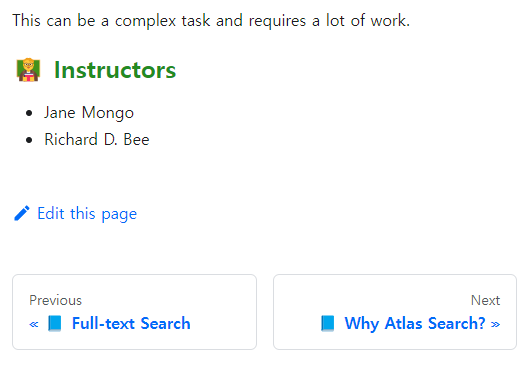 This can be a complex task and requires a lot of work.
Instructors
Jane Mongo
Richard D. Bee
Edit this page
Previous
« Full-text Search
Next
Why Atlas Search? »